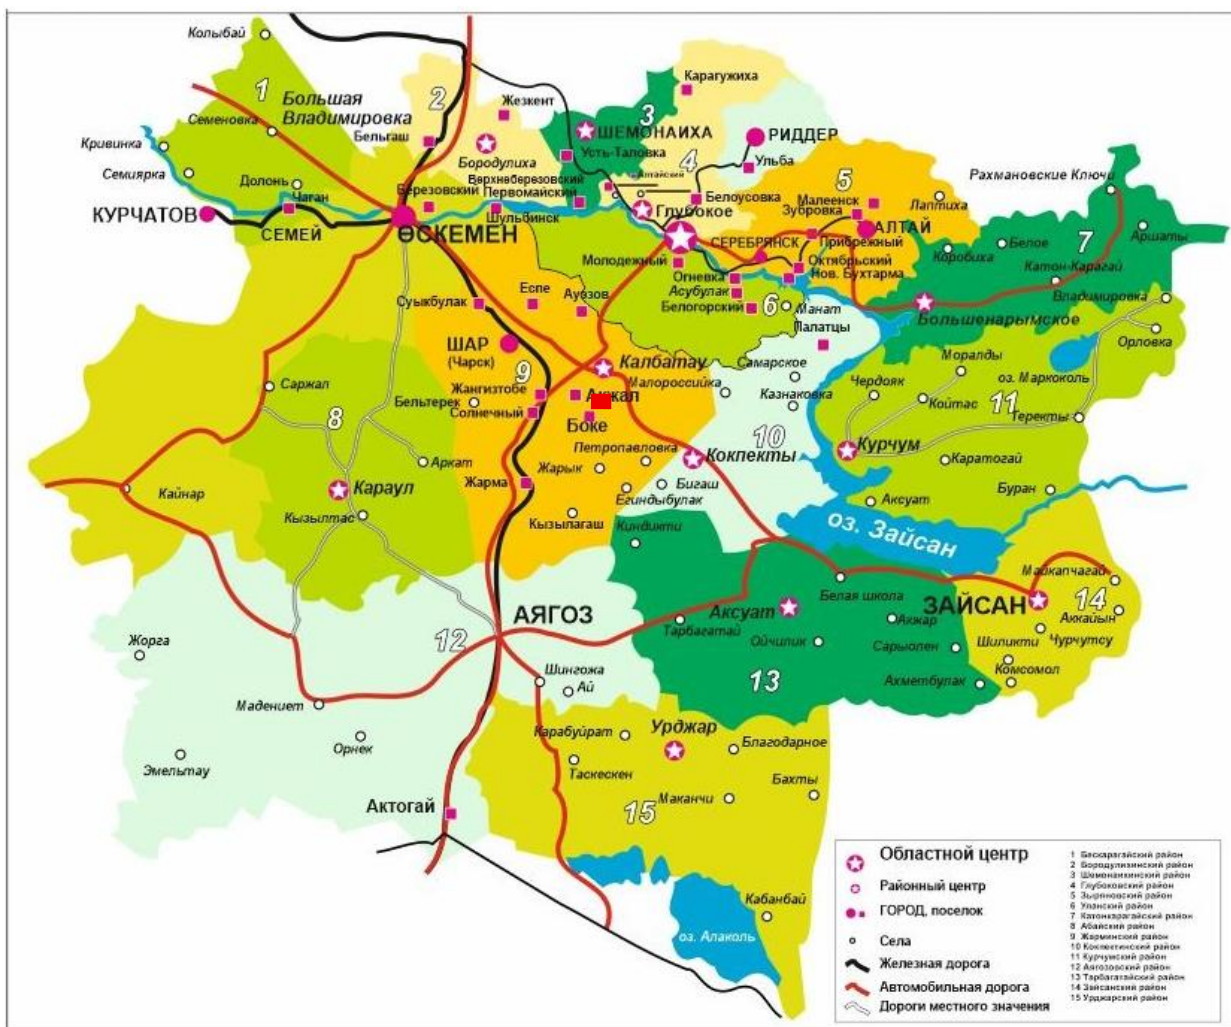 Колыбай
1
Большая
Владимировка
Семеновка
2
Жезкент
Карагужиха
3
ШЕМОНАИХА
РИДДЕР
Бельгаш
Бородулиха
Усть-Таловка
Ульба
4
Кривинка
Семиярка
Верхнеберезовский
Алтайский
5
Рахмановские Ключи
Долонь
Чаган
Березовский
Первомайский
Белоусовка
Малеенск
Зубровка
Лаптиха
КУРЧАТОВ
СЕМЕЙ
ӨСКЕМЕН
Шульбинск
Глубокое
АЛТАЙ
Аршаты
СЕРЕБРЯНСК
Прибрежный
7
Коробиха
Белое
Молодежный
Октябрьский
Нов. Бухтарма
Катон-Карагай
Огневка
Асубулак
Владимировка
Суыкбулак
Еспе
Ауэзов
Белогорский
6
Манат
Большенарымское
Палатцы
ШАР
(Чарск)
Орловка
Калбатау
Самарское
Моралды
оз. Маркоколь
Саржал
9
Жангизтобе
Малороссийка
Чердояк
Бельтерек
Казнаковка
Койтас
11
Солнечный
Теректы
8
Боке
10
Петропавловка
Кокпекты
Курчум
Аркат
Жарык
Каратогай
Кайнар
Караул
Жарма
Бигаш
Буран
Егиндыбулак
Аксуат
Кызылтас
Кызылагаш
Киндикти
оз. Зайсан
Майкапчагай
Белая школа
АЯГОЗ
Аксуат
ЗАЙСАН
14
Тарбагатай
Акжар
Аккайын
12
Ойчилик
Чурчутсу
Жорга
Сарыолен
Шиликти
Шингожа
Комсомол
Ай
13
Ахметбулак
Мадениет
Урджар
Карабуйрат
Благодарное
Орнек
Эмельтау
Таскескен
Бахты
Маканчи
15
Актогай
Кабанбай
оз. Алаколь
Областной центр
Районный центр
ГОРОД, поселок
Села
Железная дорога
Автомобильная дорога
Дороги местного значения
1 Бескарагайский район
2 Бородулихинский район
3 Шемонаихинский район
4 Глубоковский район
5 Зыряновский район
6 Уланский район
7 Катонкарагайский район
8 Абайский район
9 Жарминский район
10 Кокпектинский район
11 Курчумский район
12 Аягозовский район
13 Тарбагатайский район
14 Зайсанский район
15 Урджарский район